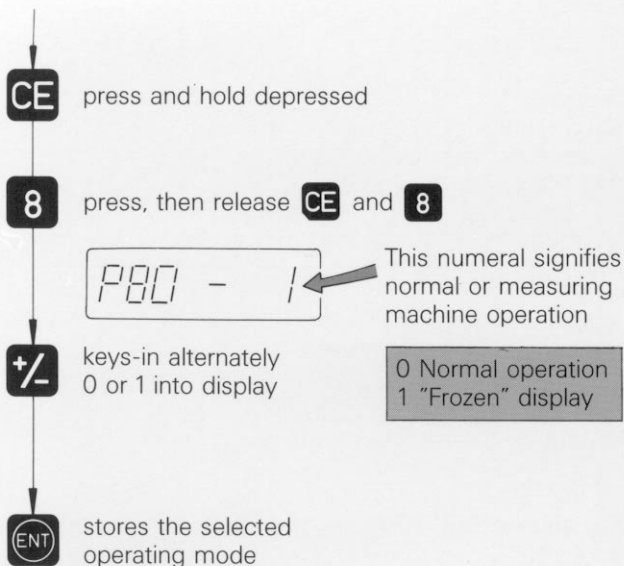 CE press and hold depressed
8 press, then release CE and 8
P80 - 1
This numeral signifies
normal or measuring
machine operation
+/- keys-in alternately
0 or 1 into display
0 Normal operation
1 "Frozen" display
ENT stores the selected
operating mode